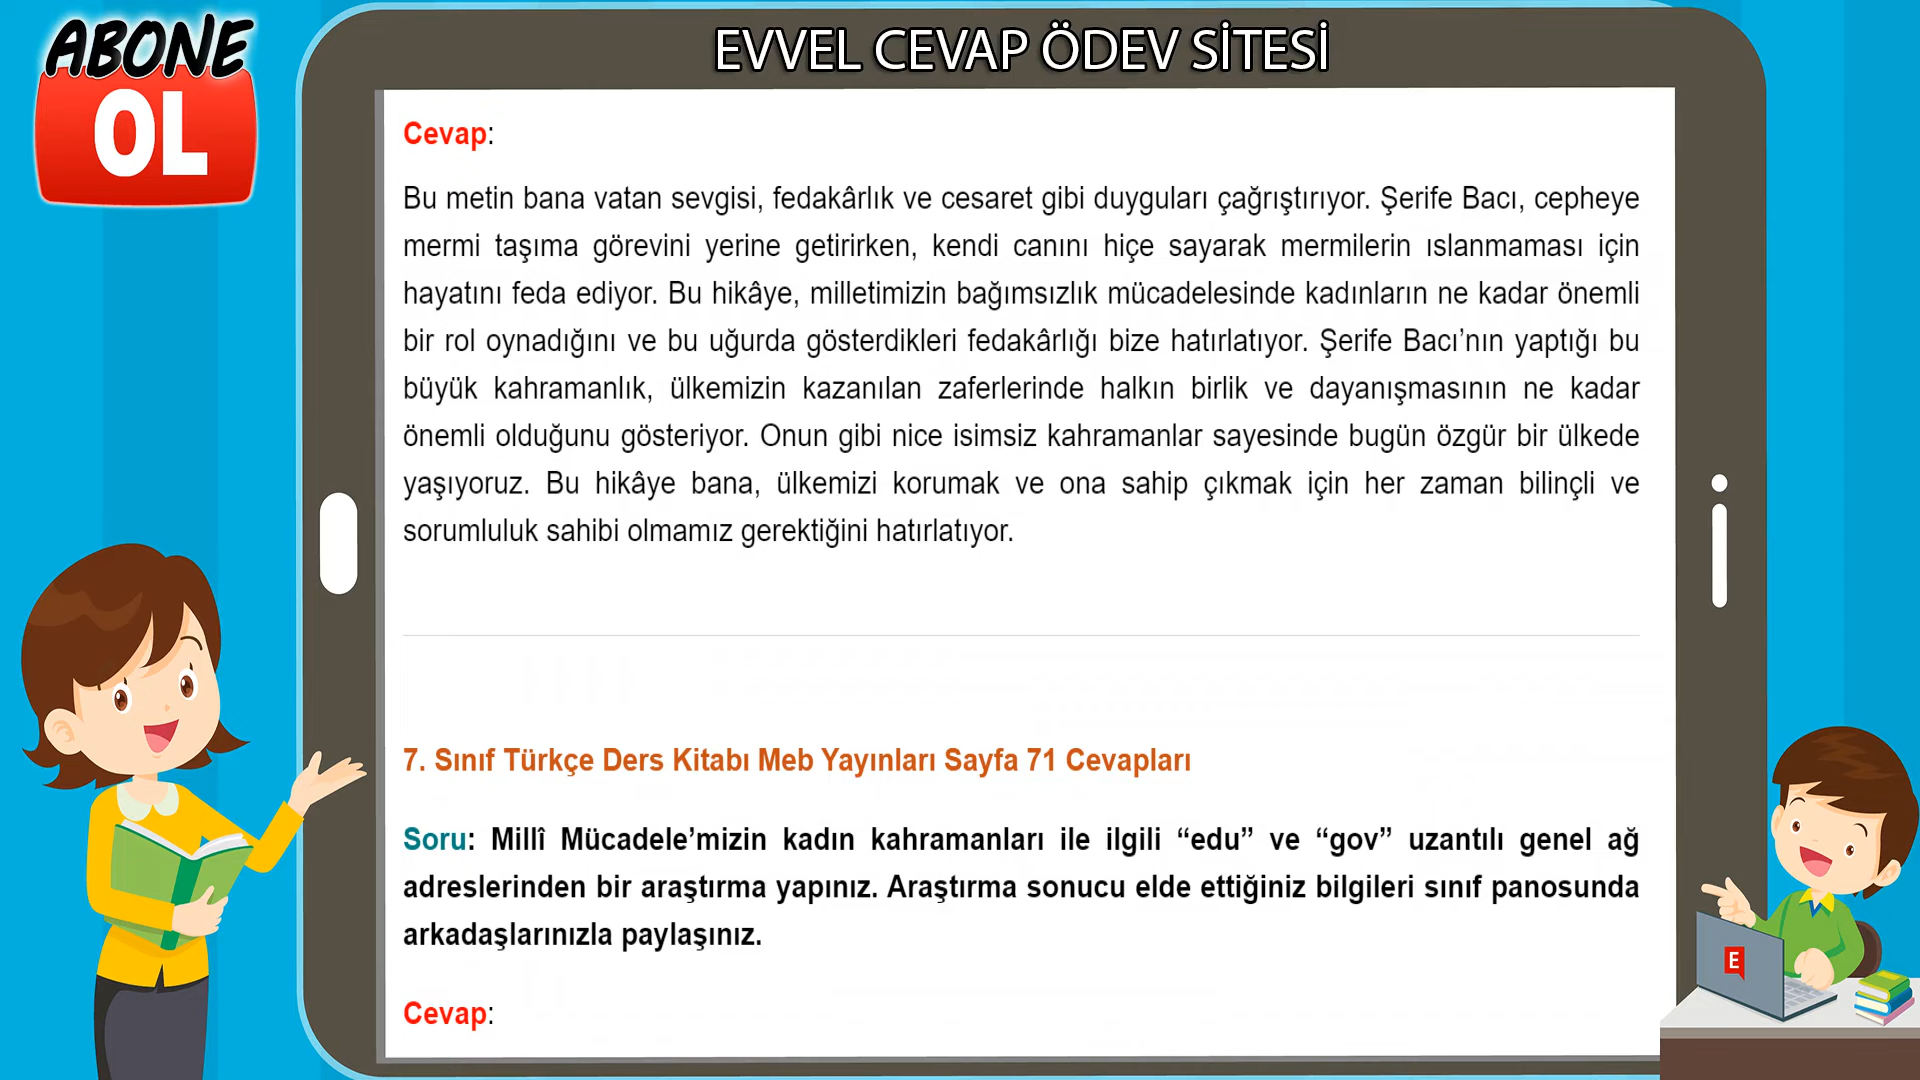 ABONE
OL
EVVEL CEVAP ÖDEV SİTESİ
Cevap:
Bu metin bana vatan sevgisi, fedakârlık ve cesaret gibi duyguları çağrıştırıyor. Şerife Bacı, cepheye
mermi taşıma görevini yerine getirirken, kendi canını hiçe sayarak mermilerin ıslanmaması için
hayatını feda ediyor. Bu hikâye, milletimizin bağımsızlık mücadelesinde kadınların ne kadar önemli
bir rol oynadığını ve bu uğurda gösterdikleri fedakârlığı bize hatırlatıyor. Şerife Bacı’nın yaptığı bu
büyük kahramanlık, ülkemizin kazanılan zaferlerinde halkın birlik ve dayanışmasının ne kadar
önemli olduğunu gösteriyor. Onun gibi nice isimsiz kahramanlar sayesinde bugün özgür bir ülkede
yaşıyoruz. Bu hikâye bana, ülkemizi korumak ve ona sahip çıkmak için her zaman bilinçli ve
sorumluluk sahibi olmamız gerektiğini hatırlatıyor.
7. Sınıf Türkçe Ders Kitabı Meb Yayınları Sayfa 71 Cevapları
Soru: Millî Mücadele’mizin kadın kahramanları ile ilgili “edu” ve “gov” uzantılı genel ağ
adreslerinden bir araştırma yapınız. Araştırma sonucu elde ettiğiniz bilgileri sınıf panosunda
arkadaşlarınızla paylaşınız.
Cevap:
E